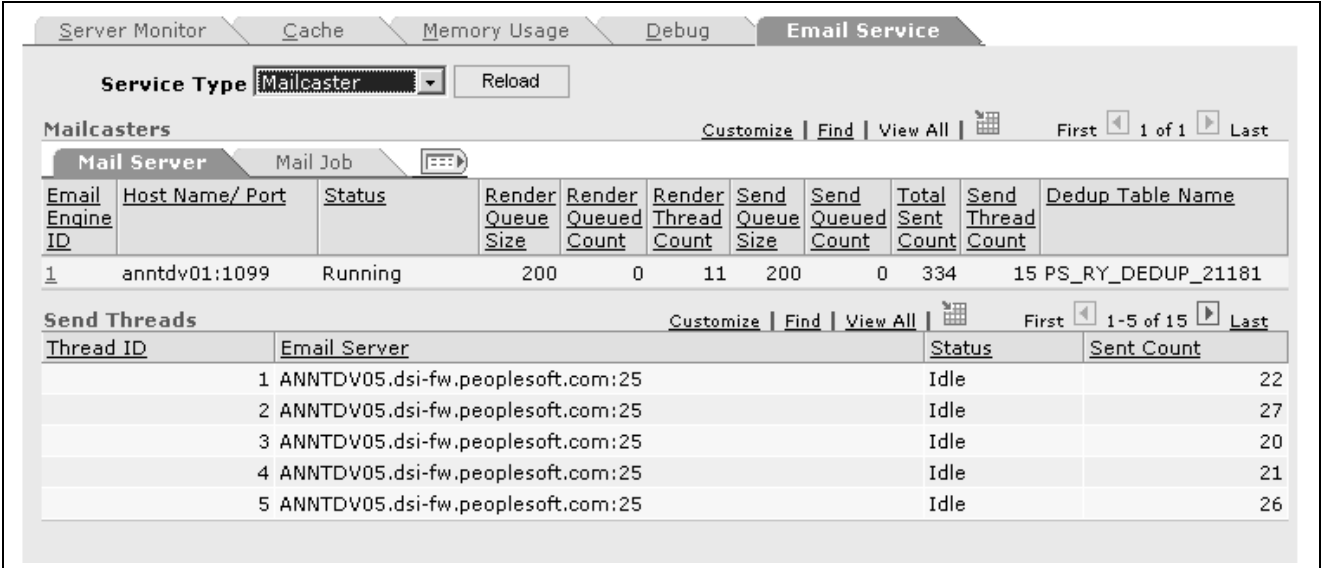 Server Monitor Cache Memory Usage Debug Email Service
Service Type Mailcaster Reload
Mailcasters Customize | Find | View All | First 1 of 1 Last
Mail Server Mail Job
Email Host Name/ Port Status Render Render Render Send Send Total Send Dedup Table Name
Engine Queue Queued Thread Queue Queued Sent Thread
ID Size Count Count Size Count Count Count
1 anntdv01:1099 Running 200 0 11 200 0 334 15 PS_RY_DEDUP_21181
Send Threads Customize | Find | View All | First 1-5 of 15 Last
Thread ID Email Server Status Sent Count
1 ANNTDV05.dsi-fw.peoplesoft.com:25 Idle 22
2 ANNTDV05.dsi-fw.peoplesoft.com:25 Idle 27
3 ANNTDV05.dsi-fw.peoplesoft.com:25 Idle 20
4 ANNTDV05.dsi-fw.peoplesoft.com:25 Idle 21
5 ANNTDV05.dsi-fw.peoplesoft.com:25 Idle 26